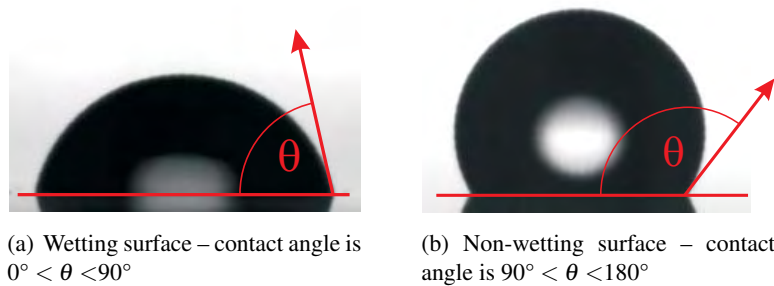 θ
θ
(a) Wetting surface – contact angle is
0° < θ <90°
(b) Non-wetting surface – contact
angle is 90° < θ <180°